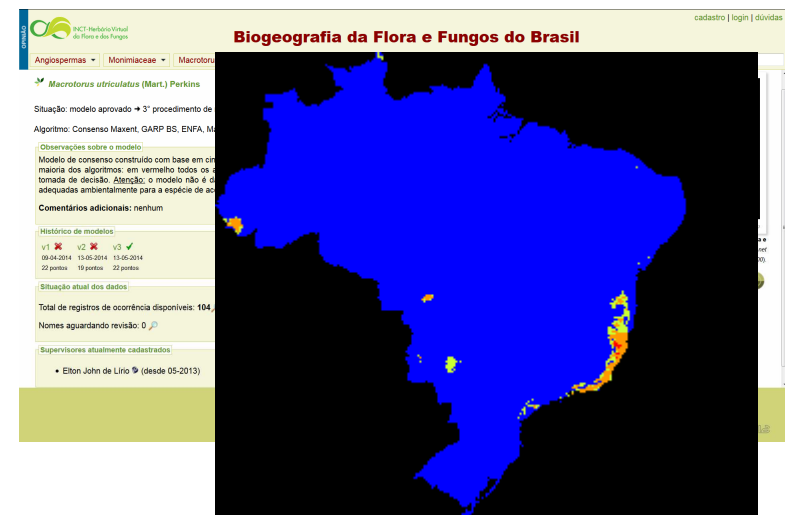 cadastro | login | dúvidas
INCT-Herbário Virtual
da Flora e dos Fungos
Biogeografia da Flora e Fungos do Brasil
Angiospermas Monimiaceae
Macrotorus utriculatus (Mart.) Perkins
Situação: modelo aprovado ➔ 3° procedimento de
Algoritmo: Consenso Maxent, GARP BS, ENFA,
Observações sobre o modelo
Modelo de consenso construído com base em
maioria dos algoritmos: em vermelho todos os
tomada de decisão. Atenção: o modelo não é
adequadas ambientalmente para a espécie de
Comentários adicionais: nenhum
Histórico de modelos
v1 v2 v3
09-04-2014 13-05-2014 13-05-2014
22 pontos 19 pontos 22 pontos
Situação atual dos dados
Total de registros de ocorrência disponíveis: 104
Nomes aguardando revisão: 0
Supervisores atualmente cadastrados
• Elton John de Lírio (desde 05-2013)